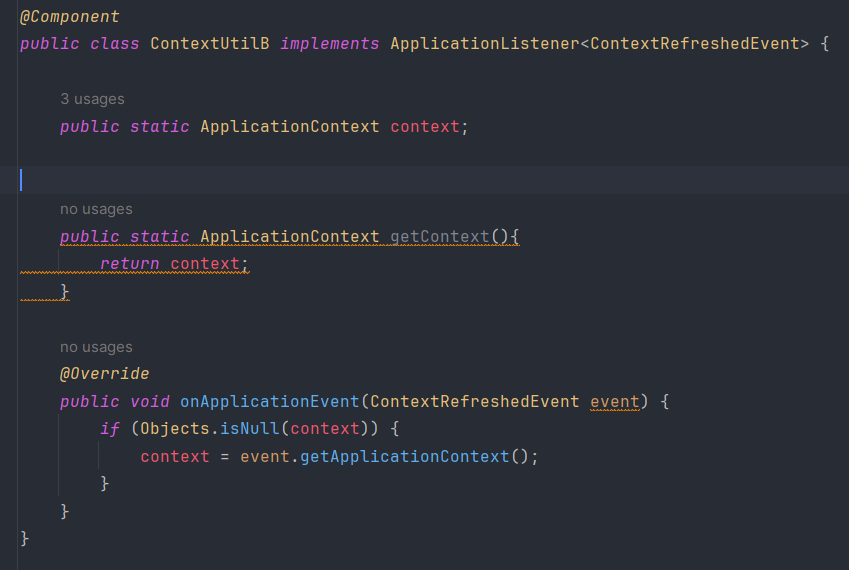 @Component
public class ContextUtilB implements ApplicationListener<ContextRefreshedEvent> {
3 usages
public static ApplicationContext context;
no usages
public static ApplicationContext getContext(){
return context;
}
no usages
@Override
public void onApplicationEvent(ContextRefreshedEvent event) {
if (Objects.isNull(context)) {
context = event.getApplicationContext();
}
}
}